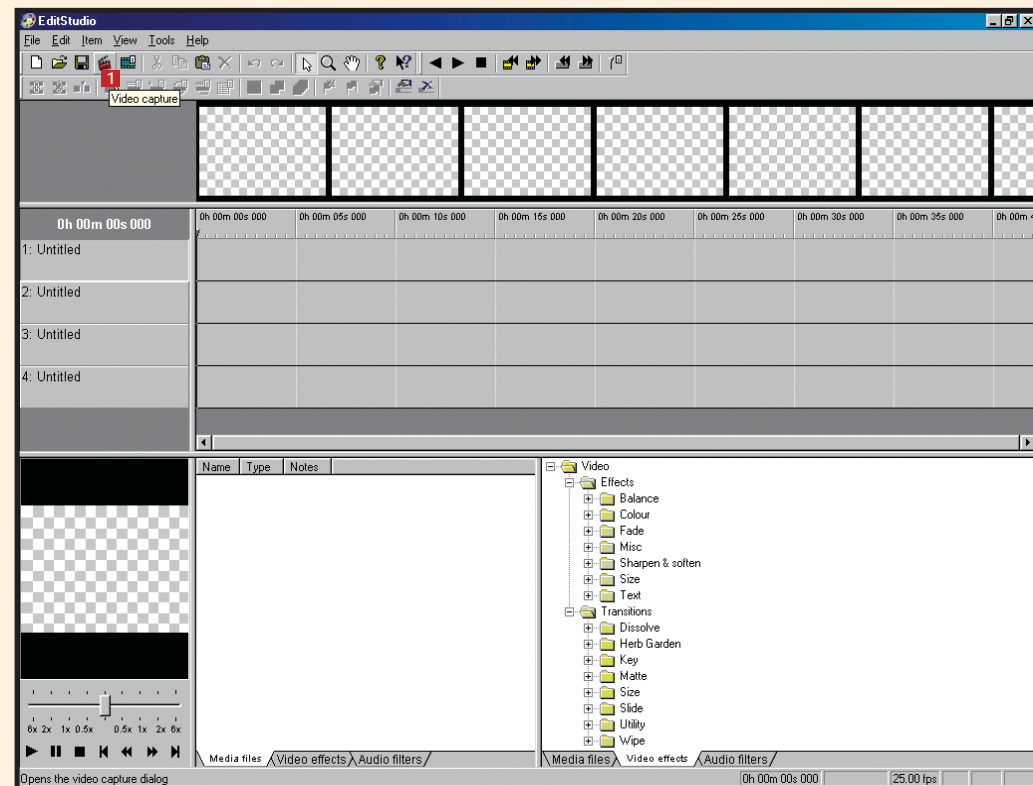 EditStudio
File Edit Item View Tools Help
1
Video capture
0h 00m 00s 000
0h 00m 00s 000 0h 00m 05s 000 0h 00m 10s 000 0h 00m 15s 000 0h 00m 20s 000 0h 00m 25s 000 0h 00m 30s 000 0h 00m 35s 000 0h 00m
1: Untitled
2: Untitled
3: Untitled
4: Untitled
Name Type Notes
Video
Effects
Balance
Colour
Fade
Misc
Sharpen & soften
Size
Text
Transitions
Dissolve
Herb Garden
Key
Matte
Size
Slide
Utility
Wipe
6x 2x 1x 0.5x 0.5x 1x 2x 6x
Media files Video effects Audio filters
Media files Video effects Audio filters
Opens the video capture dialog 0h 00m 00s 000 25.00 fps